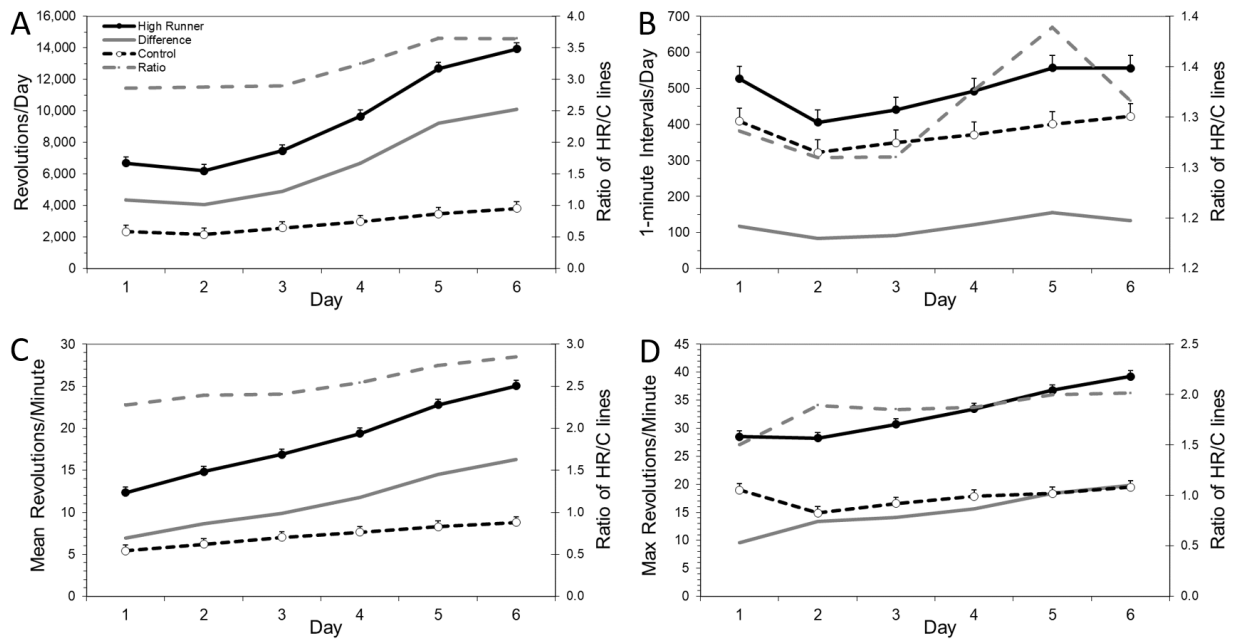 A
Revolutions/Day
16,000
14,000
12,000
10,000
8,000
6,000
4,000
2,000
0
High Runner
Difference
Control
Ratio
4.0
3.5
3.0
2.5
2.0
1.5
1.0
0.5
0.0
Ratio of HR/C lines
1 2 3 4 5 6
Day
B
1-minute Intervals/Day
700
600
500
400
300
200
100
0
1.4
1.4
1.3
1.3
1.2
1.2
Ratio of HR/C lines
1 2 3 4 5 6
Day
C
Mean Revolutions/Minute
30
25
20
15
10
5
0
3.0
2.5
2.0
1.5
1.0
0.5
0.0
Ratio of HR/C lines
1 2 3 4 5 6
Day
D
Max Revolutions/Minute
45
40
35
30
25
20
15
10
5
0
2.5
2.0
1.5
1.0
0.5
0.0
Ratio of HR/C lines
1 2 3 4 5 6
Day